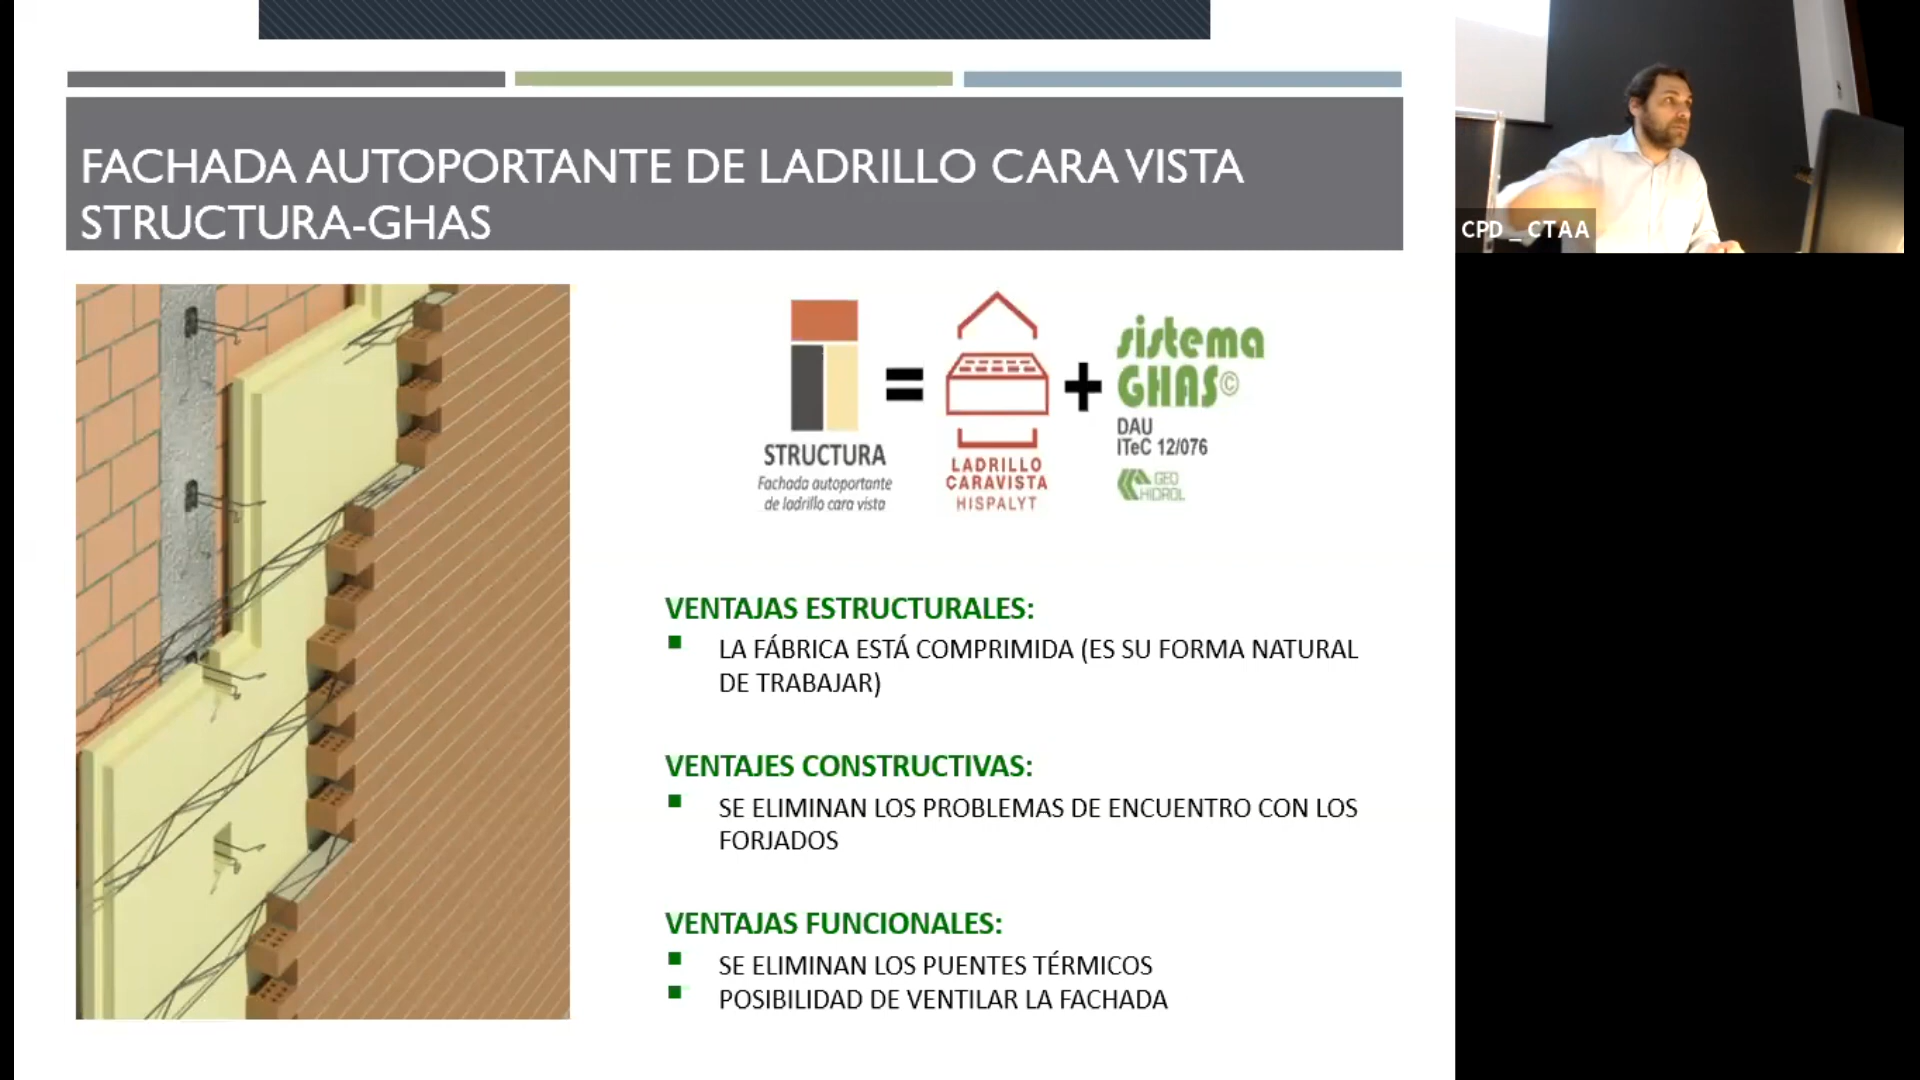 FACHADA AUTOPORTANTE DE LADRILLO CARA VISTA
STRUCTURA-GHAS
CPD _ CTAA
STRUCTURA
Fachada autoportante
de ladrillo cara vista
=
LADRILLO
CARAVISTA
HISPALYT
+
sistema
GHAS©
DAU
ITeC 12/076
GEO
HIDROL
VENTAJAS ESTRUCTURALES:
LA FÁBRICA ESTÁ COMPRIMIDA (ES SU FORMA NATURAL
DE TRABAJAR)
VENTAJES CONSTRUCTIVAS:
SE ELIMINAN LOS PROBLEMAS DE ENCUENTRO CON LOS
FORJADOS
VENTAJAS FUNCIONALES:
SE ELIMINAN LOS PUENTES TÉRMICOS
POSIBILIDAD DE VENTILAR LA FACHADA